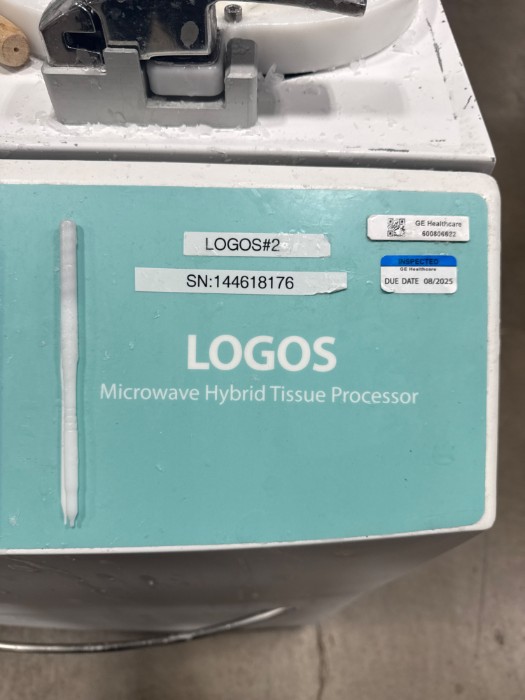 GE Healthcare
600806622
LOGOS#2
INSPECTED
GE Healthcare
DUE DATE 08/2025
SN:144618176
LOGOS
Microwave Hybrid Tissue Processor